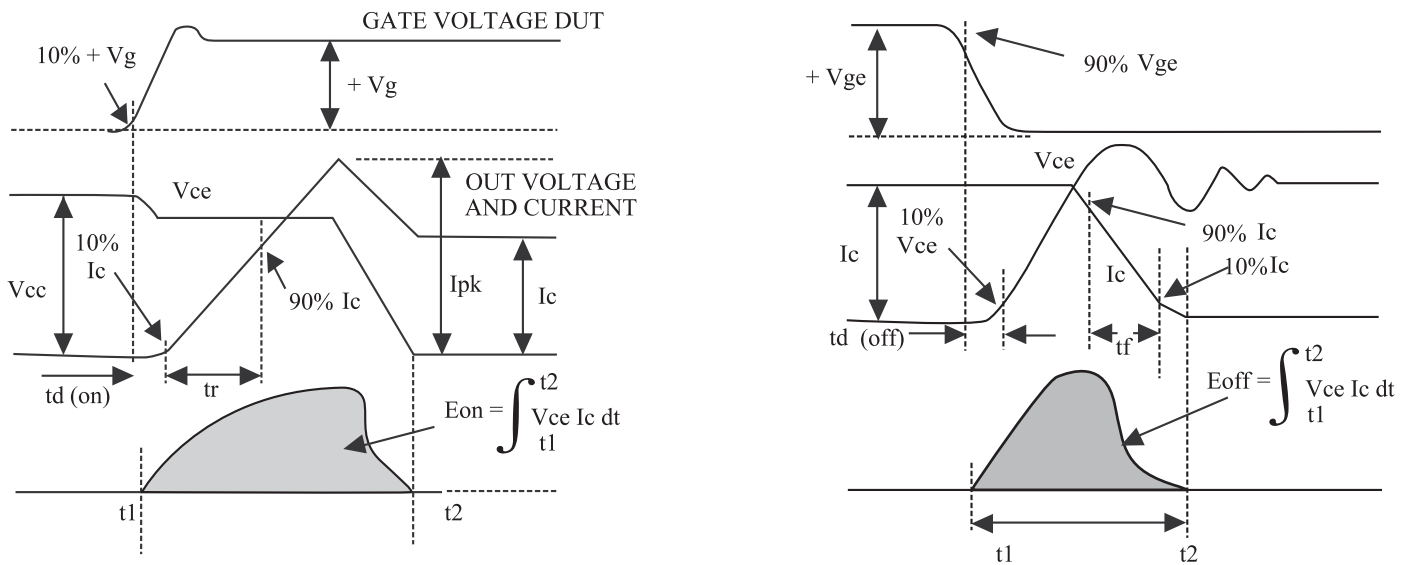 GATE VOLTAGE DUT
10% + Vg
+ Vg
Vce
OUT VOLTAGE
AND CURRENT
10%
Ic
Vcc
90% Ic
Ipk
Ic
td (on)
tr
Eon = ∫
t2
Vce Ic dt
t1
t1
t2
90% Vge
+ Vge
Vce
10%
Vce
90% Ic
Ic
Ic
10%Ic
td (off)
tf
Eoff = ∫
t2
Vce Ic dt
t1
t1
t2